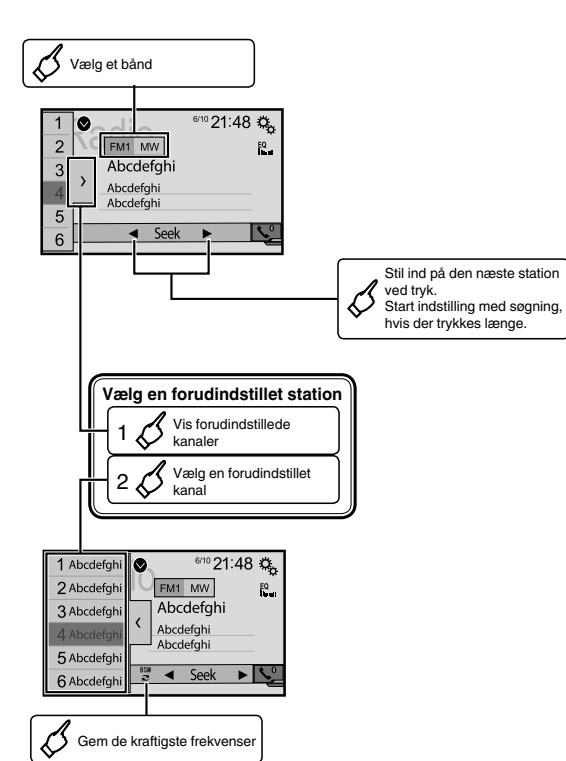 Vælg et bånd
1
2
3
4
5
6
Radio
6/10 21:48
EQ
FM1 MW
›
Abcdefghi
Abcdefghi
Abcdefghi
◄ Seek ►
0
Stil ind på den næste station
ved tryk.
Start indstilling med søgning,
hvis der trykkes længe.
Vælg en forudindstillet station
1 Vis forudindstillede
kanaler
2 Vælg en forudindstillet
kanal
1 Abcdefghi
2 Abcdefghi
3 Abcdefghi
4 Abcdefghi
5 Abcdefghi
6 Abcdefghi
6/10 21:48
EQ
FM1 MW
‹
Abcdefghi
Abcdefghi
Abcdefghi
BSM ◄ Seek ►
0
Gem de kraftigste frekvenser